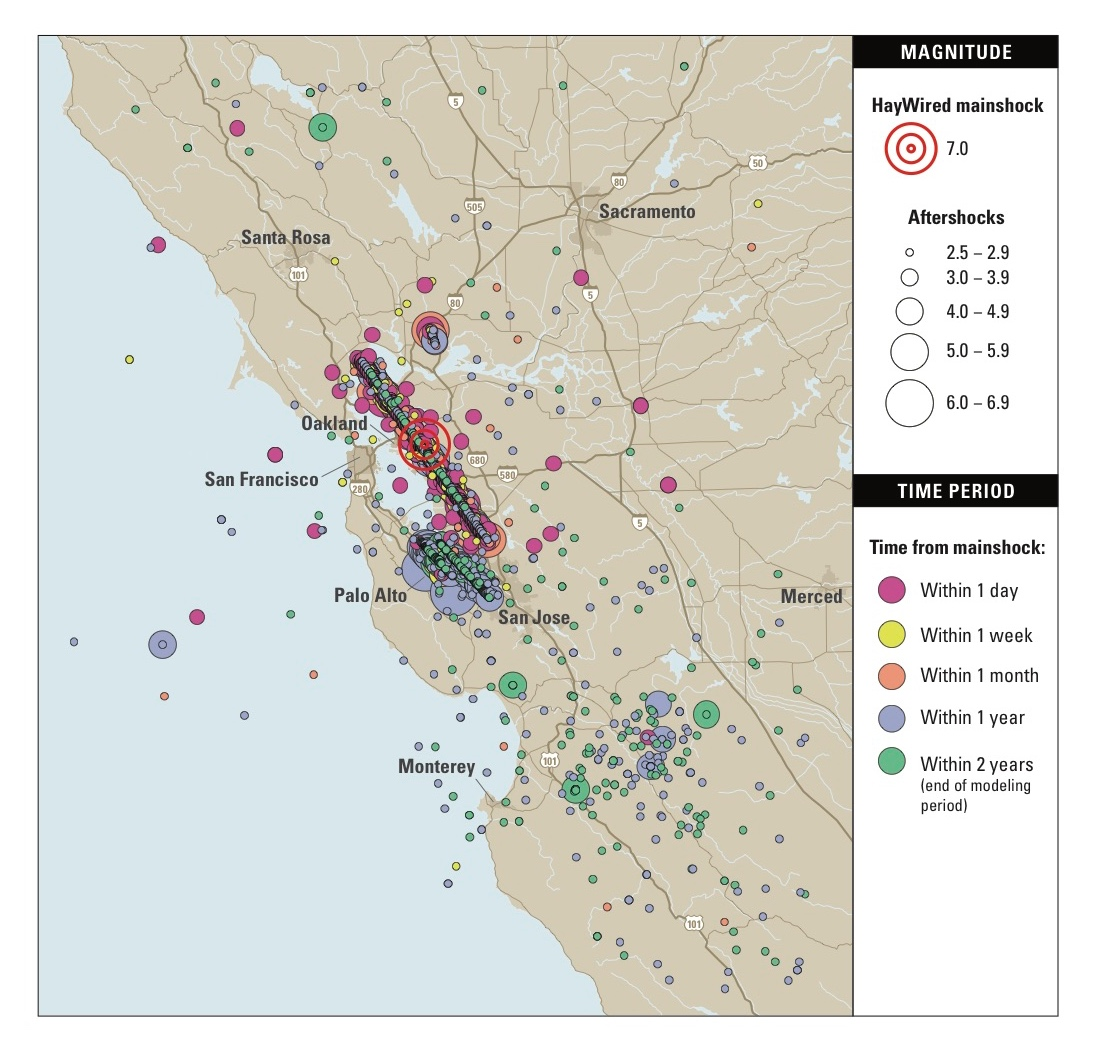 MAGNITUDE
HayWired mainshock
7.0
Aftershocks
2.5 – 2.9
3.0 – 3.9
4.0 – 4.9
5.0 – 5.9
6.0 – 6.9
TIME PERIOD
Time from mainshock:
Within 1 day
Within 1 week
Within 1 month
Within 1 year
Within 2 years
(end of modeling
period)
5
50
80
505
Sacramento
Santa Rosa
101
5
80
Oakland
680
San Francisco
580
280
5
Palo Alto
Merced
San Jose
101
Monterey
101